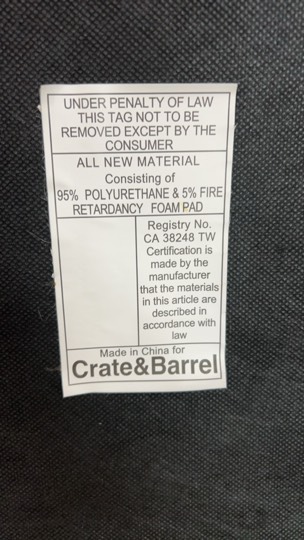 UNDER PENALTY OF LAW
THIS TAG NOT TO BE
REMOVED EXCEPT BY THE
CONSUMER
ALL NEW MATERIAL
Consisting of
95% POLYURETHANE & 5% FIRE
RETARDANCY FOAM PAD
Registry No.
CA 38248 TW
Certification is
made by the
manufacturer
that the materials
in this article are
described in
accordance with
law
Made in China for
Crate&Barrel